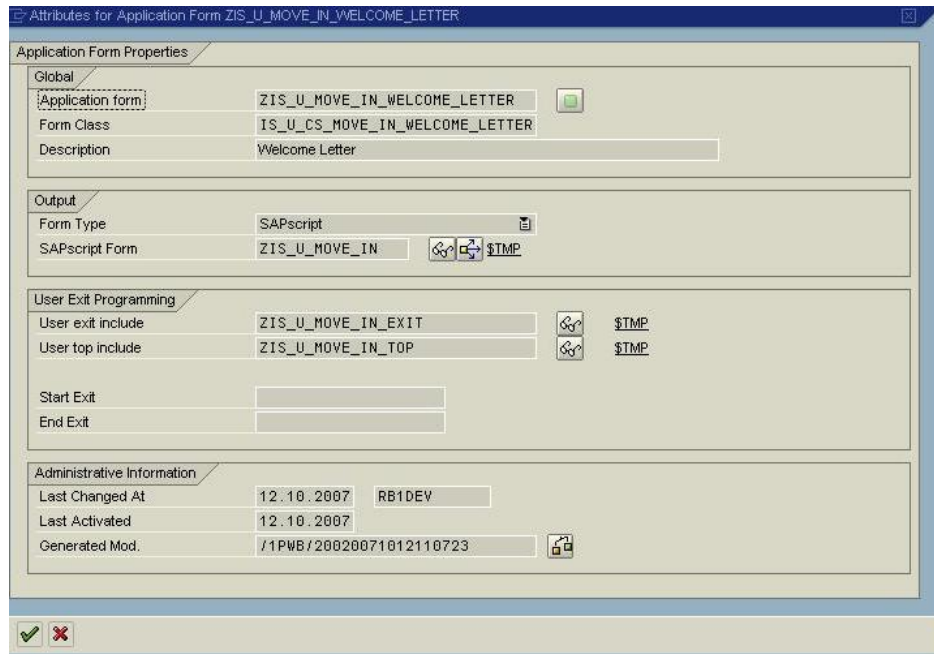 Attributes for Application Form ZIS_U_MOVE_IN_WELCOME_LETTER
Application Form Properties
Global
Application form ZIS_U_MOVE_IN_WELCOME_LETTER
Form Class IS_U_CS_MOVE_IN_WELCOME_LETTER
Description Welcome Letter
Output
Form Type SAPscript
SAPscript Form ZIS_U_MOVE_IN $TMP
User Exit Programming
User exit include ZIS_U_MOVE_IN_EXIT $TMP
User top include ZIS_U_MOVE_IN_TOP $TMP
Start Exit
End Exit
Administrative Information
Last Changed At 12.10.2007 RB1DEV
Last Activated 12.10.2007
Generated Mod. /1PWB/20020071012110723